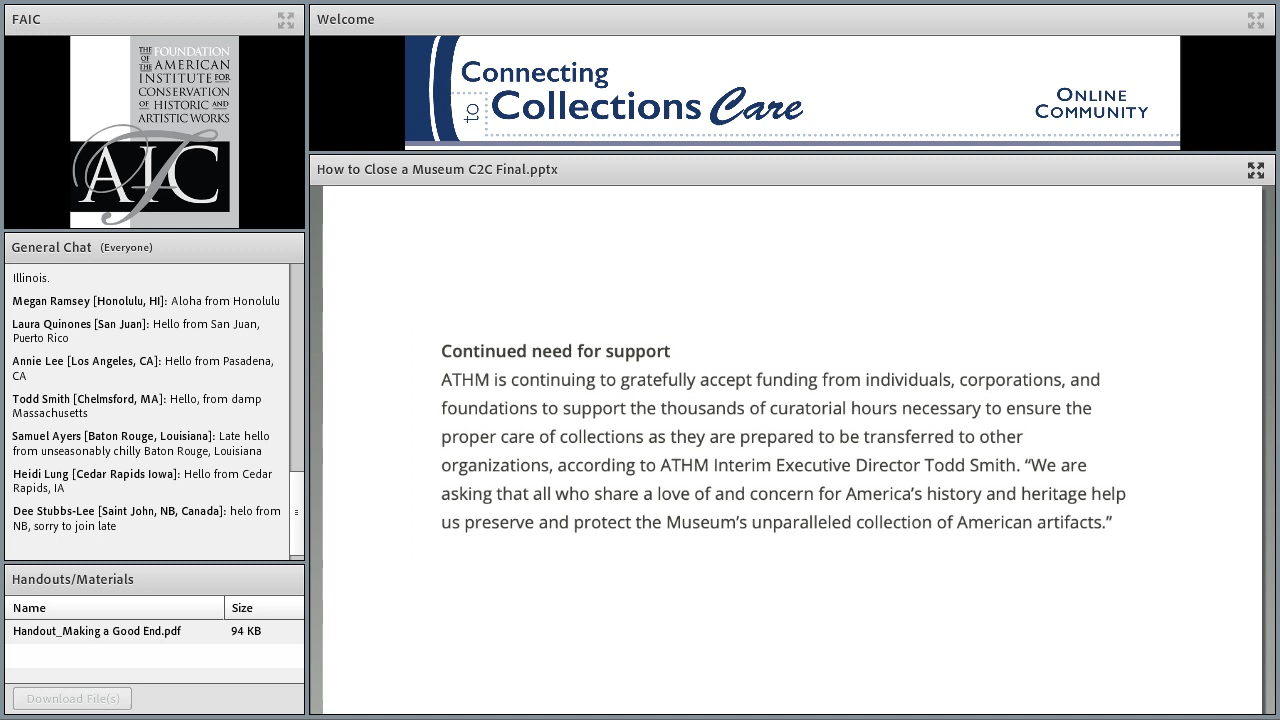 FAIC
THE FOUNDATION
OF THE AMERICAN
INSTITUTE FOR
CONSERVATION
OF HISTORIC AND
ARTISTIC WORKS
AIC
General Chat (Everyone)
Illinois.
Megan Ramsey [Honolulu, HI]: Aloha from Honolulu
Laura Quinones [San Juan]: Hello from San Juan,
Puerto Rico
Annie Lee [Los Angeles, CA]: Hello from Pasadena,
CA
Todd Smith [Chelmsford, MA]: Hello, from damp
Massachusetts
Samuel Ayers [Baton Rouge, Louisiana]: Late hello
from unseasonably chilly Baton Rouge, Louisiana
Heidi Lung [Cedar Rapids Iowa]: Hello from Cedar
Rapids, IA
Dee Stubbs-Lee [Saint John, NB, Canada]: helo from
NB, sorry to join late
Handouts/Materials
Name Size
Handout_Making a Good End.pdf 94 KB
Download File(s)
Welcome
Connecting
to Collections Care
ONLINE
COMMUNITY
How to Close a Museum C2C Final.pptx
Continued need for support
ATHM is continuing to gratefully accept funding from individuals, corporations, and
foundations to support the thousands of curatorial hours necessary to ensure the
proper care of collections as they are prepared to be transferred to other
organizations, according to ATHM Interim Executive Director Todd Smith. “We are
asking that all who share a love of and concern for America’s history and heritage help
us preserve and protect the Museum’s unparalleled collection of American artifacts.”